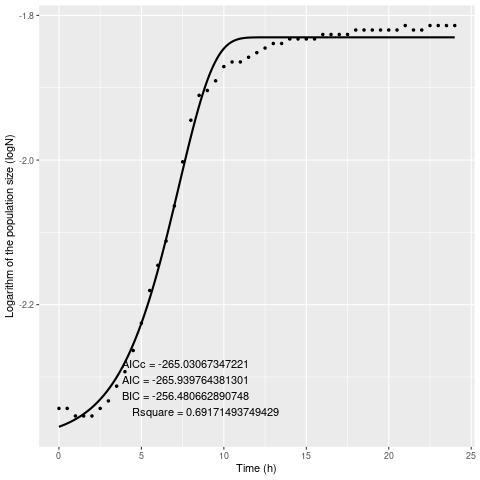 -1.8
-2.0
-2.2
Logarithm of the population size (logN)
AICc = -265.03067347221
AIC = -265.939764381301
BIC = -256.480662890748
Rsquare = 0.69171493749429
0 5 10 15 20 25
Time (h)